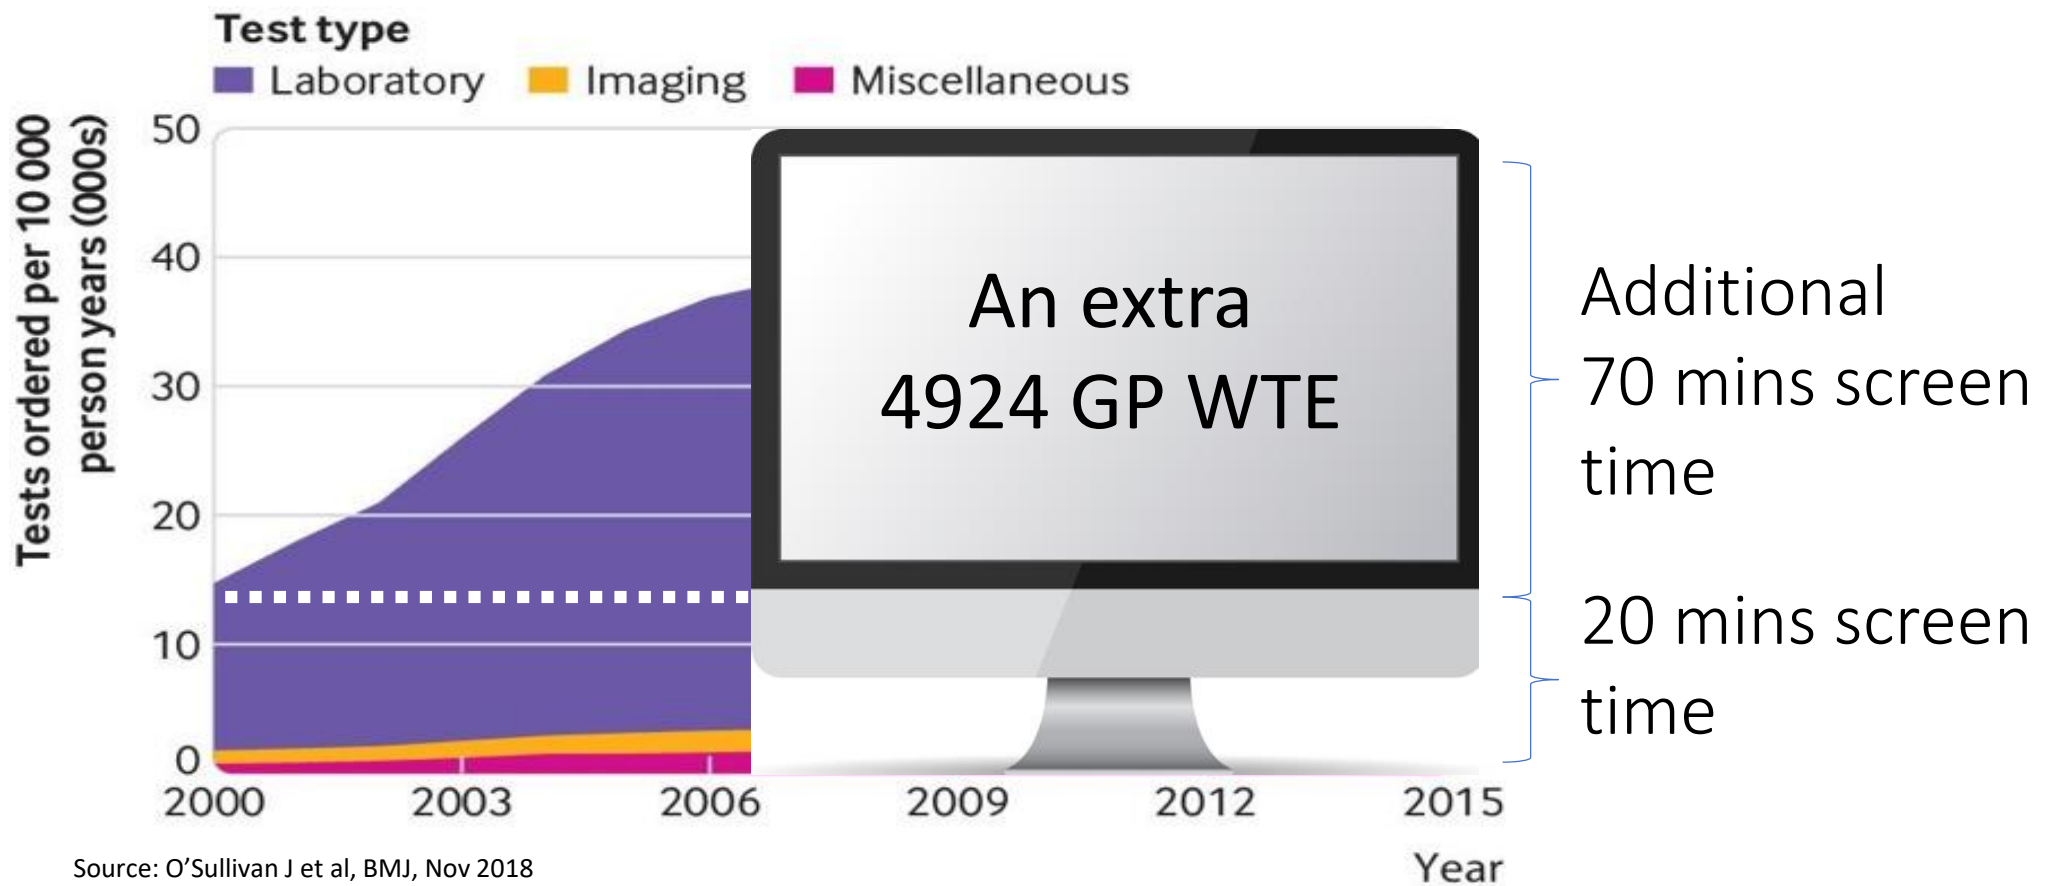 Test type
Laboratory Imaging Miscellaneous
Tests ordered per 10 000
person years (000s)
50
40
30
20
10
0
An extra
4924 GP WTE
Additional
70 mins screen
time
20 mins screen
time
2000 2003 2006 2009 2012 2015
Year
Source: O’Sullivan J et al, BMJ, Nov 2018